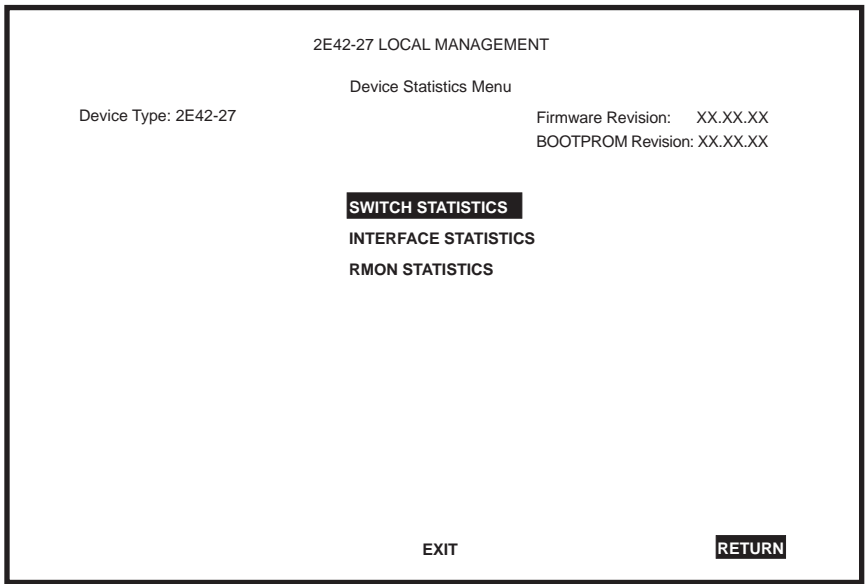 2E42-27 LOCAL MANAGEMENT
Device Statistics Menu
Device Type: 2E42-27
Firmware Revision: XX.XX.XX
BOOTPROM Revision: XX.XX.XX
SWITCH STATISTICS
INTERFACE STATISTICS
RMON STATISTICS
EXIT
RETURN